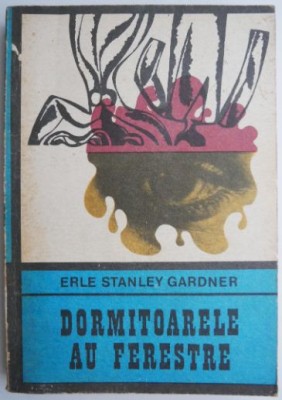 ERLE STANLEY GARDNER
DORMITOARELE
AU FERESTRE